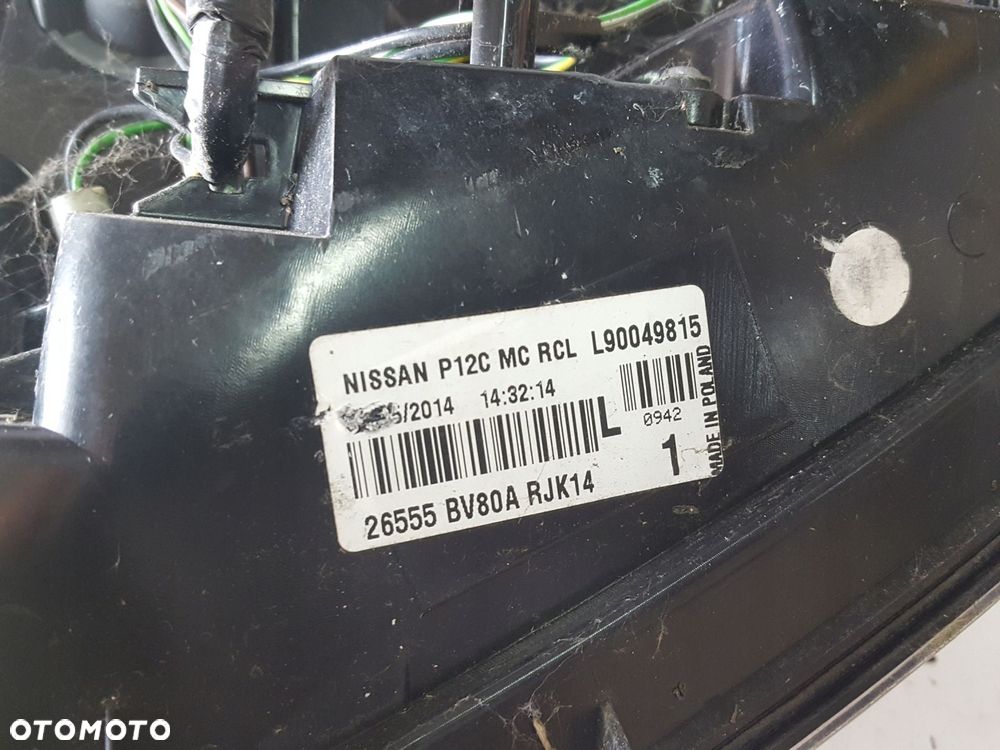 NISSAN P12C MC RCL L90049815
/2014 14:32:14
L
0942
1
MADE IN POLAND
26555 BV80A RJK14
OTOMOTO